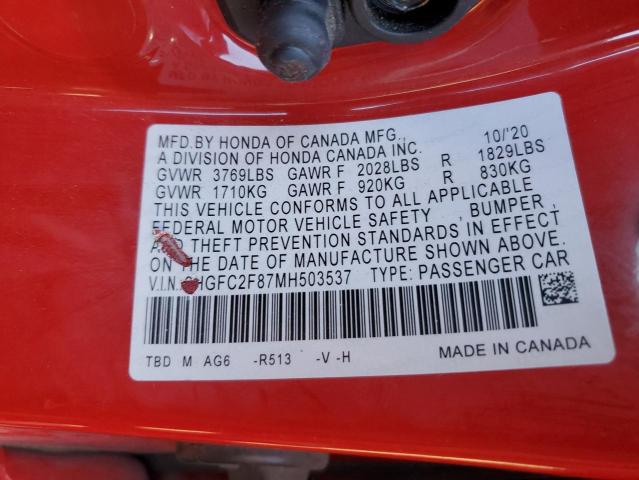 MFD.BY HONDA OF CANADA MFG., 10/'20
A DIVISION OF HONDA CANADA INC.
GVWR 3769LBS GAWR F 2028LBS R 1829LBS
GVWR 1710KG GAWR F 920KG R 830KG
THIS VEHICLE CONFORMS TO ALL APPLICABLE
FEDERAL MOTOR VEHICLE SAFETY , BUMPER ,
AND THEFT PREVENTION STANDARDS IN EFFECT
ON THE DATE OF MANUFACTURE SHOWN ABOVE.
V.I.N. HGFC2F87MH503537 TYPE: PASSENGER CAR
TBD M AG6 -R513 -V -H MADE IN CANADA